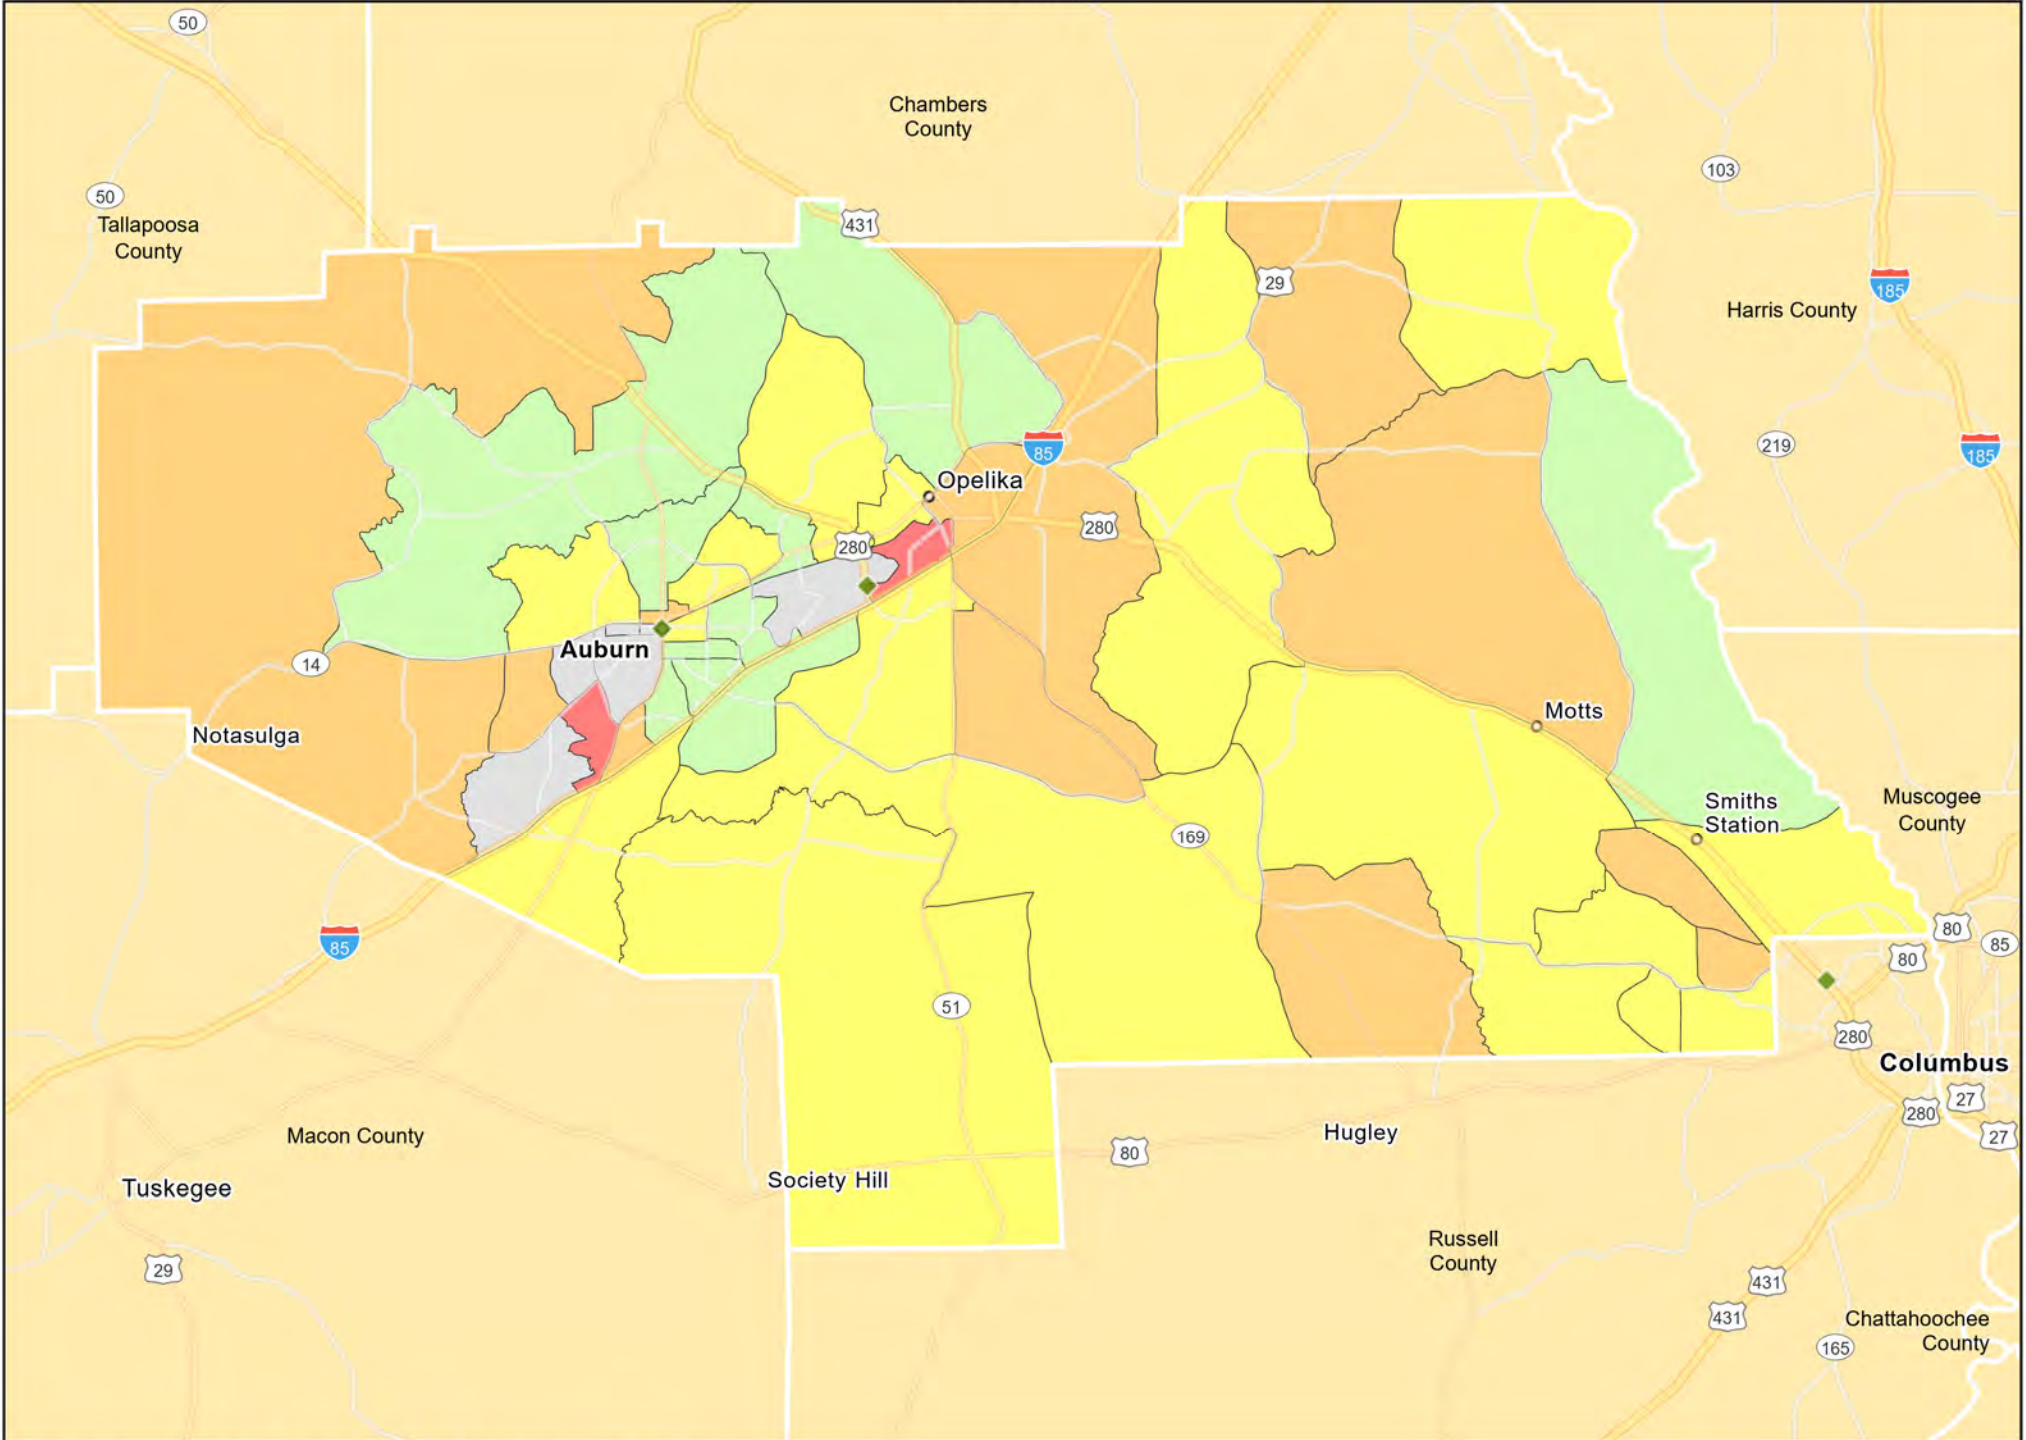 50
Chambers
County
103
50
Tallapoosa
County
431
29
185
Harris County
219
185
85
Opelika
280
280
Auburn
14
Motts
Notasulga
Smiths
Station
Muscogee
County
169
85
80
85
80
51
280
Columbus
27
280
27
Macon County
Hugley
80
Tuskegee
Society Hill
Russell
County
29
431
431
Chattahoochee
County
165